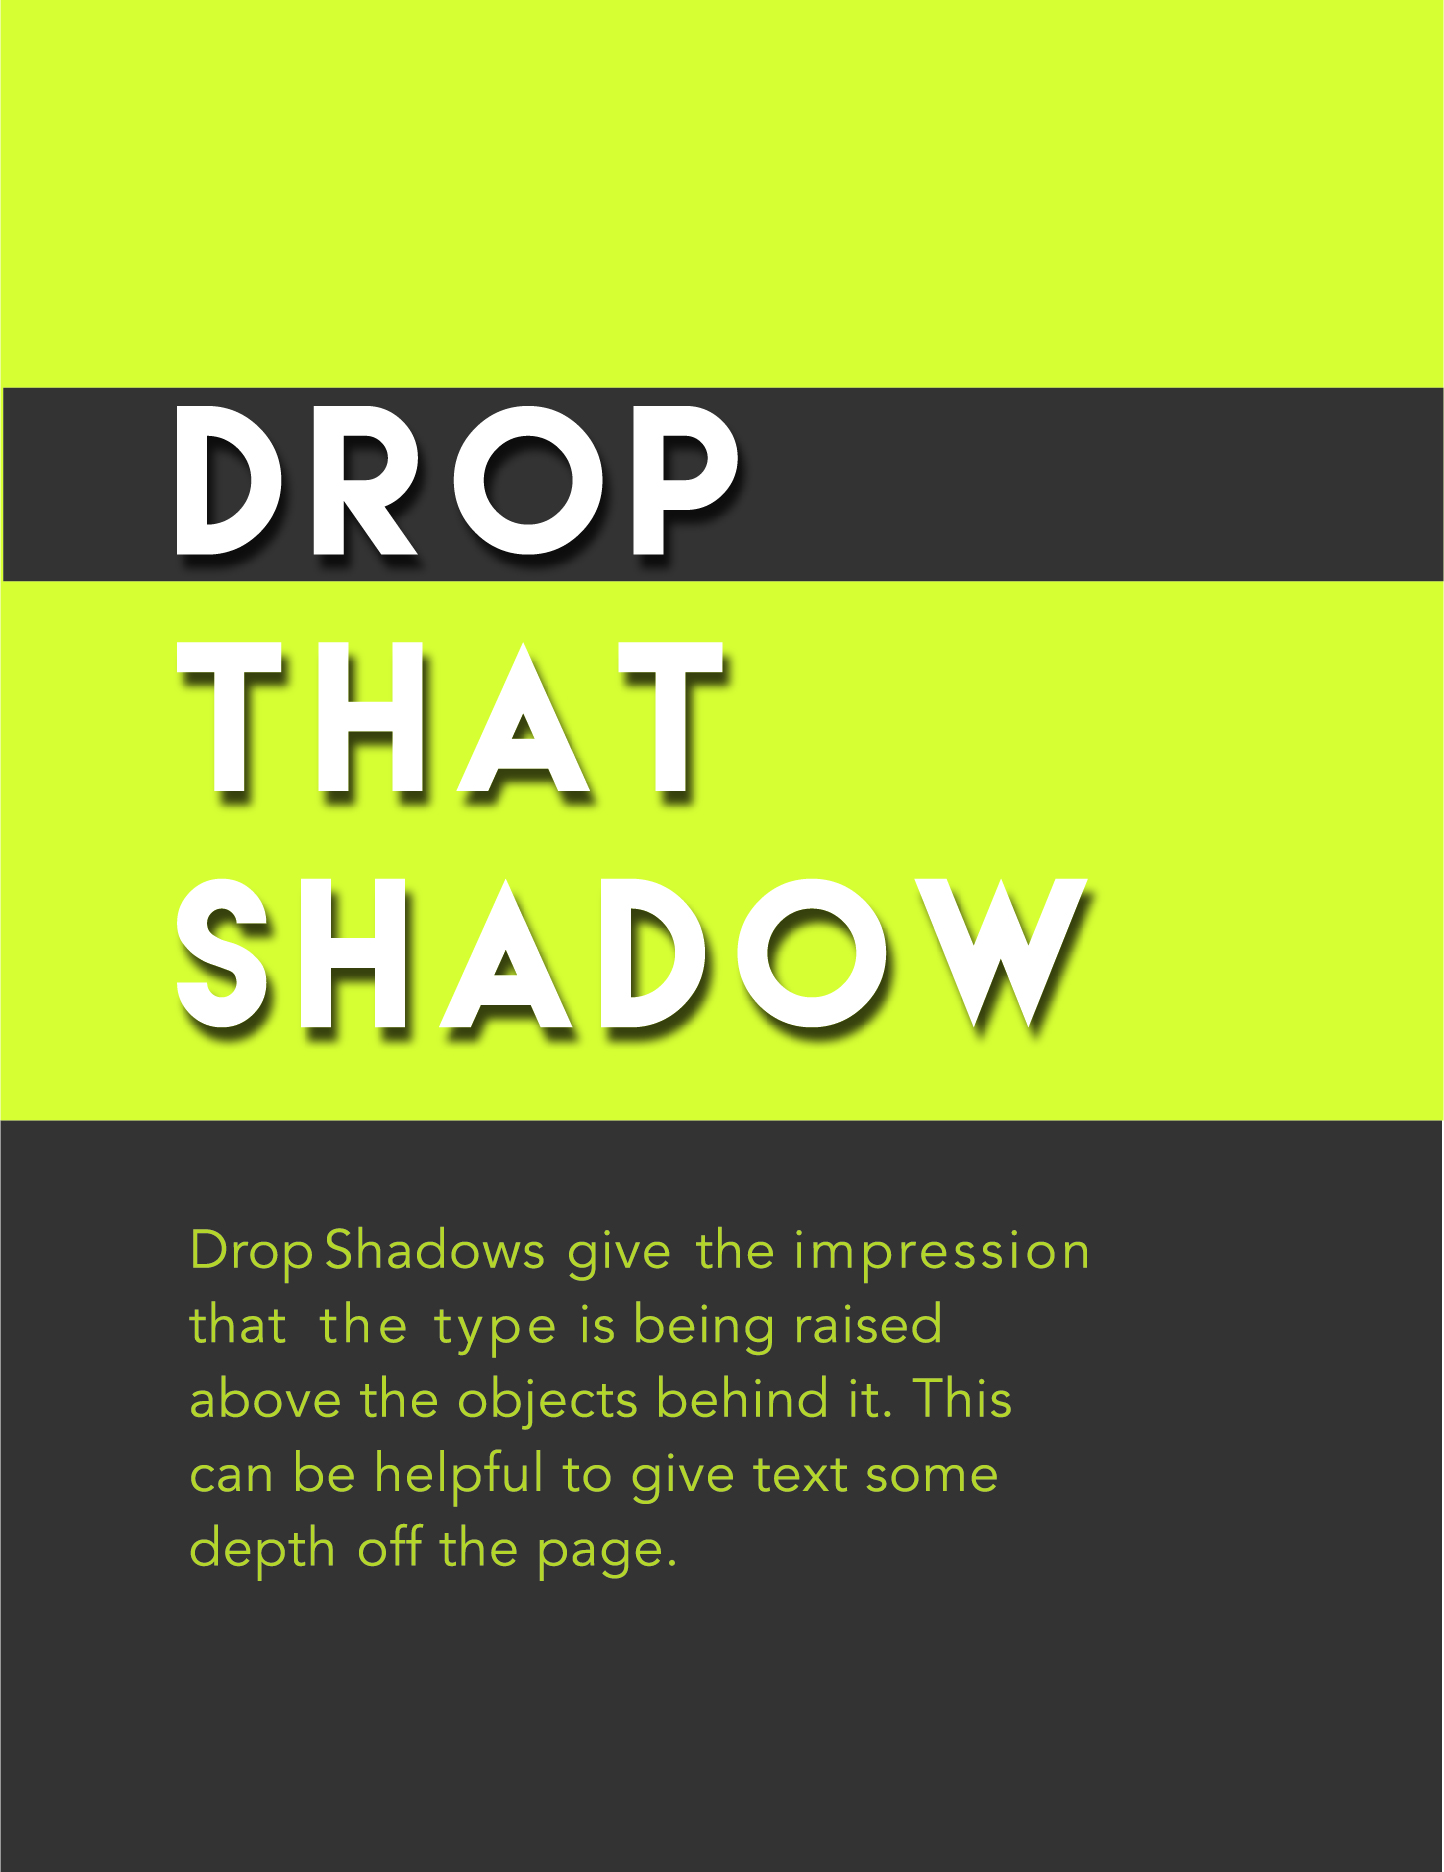 DROP
THAT
SHADOW
Drop Shadows give the impression
that the type is being raised
above the objects behind it. This
can be helpful to give text some
depth off the page.